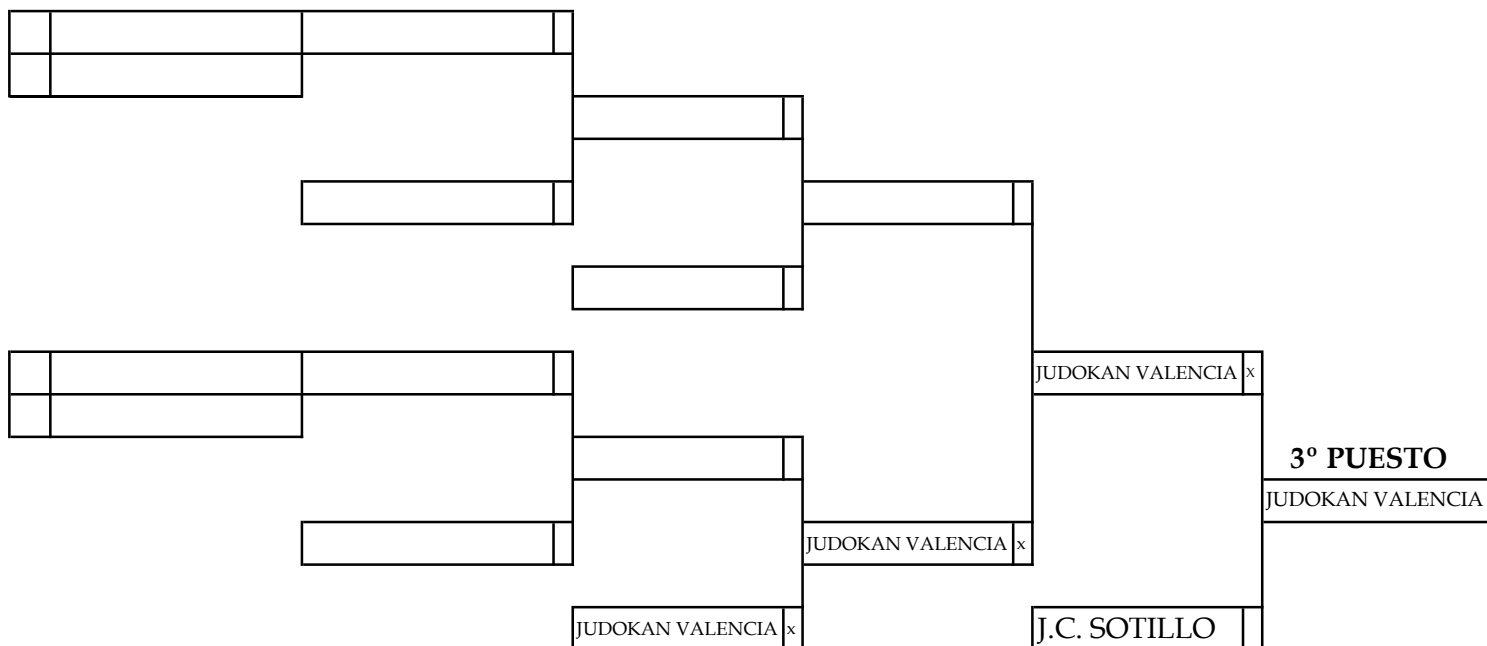 JUDOKAN VALENCIA x
3º PUESTO
JUDOKAN VALENCIA
JUDOKAN VALENCIA x
JUDOKAN VALENCIA x
J.C. SOTILLO